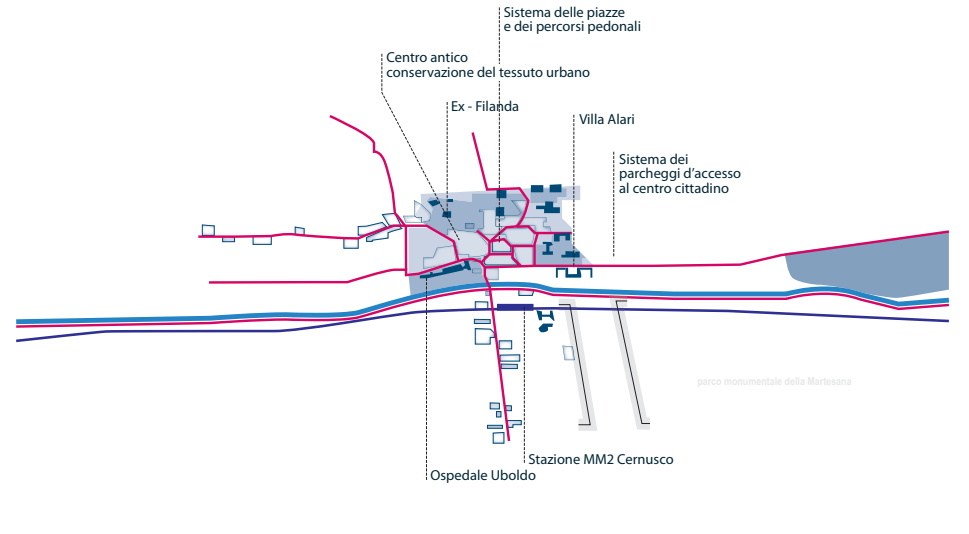 Sistema delle piazze
e dei percorsi pedonali
Centro antico
conservazione del tessuto urbano
Ex - Filanda
Villa Alari
Sistema dei
parcheggi d’accesso
al centro cittadino
parco monumentale della Martesana
Stazione MM2 Cernusco
Ospedale Uboldo